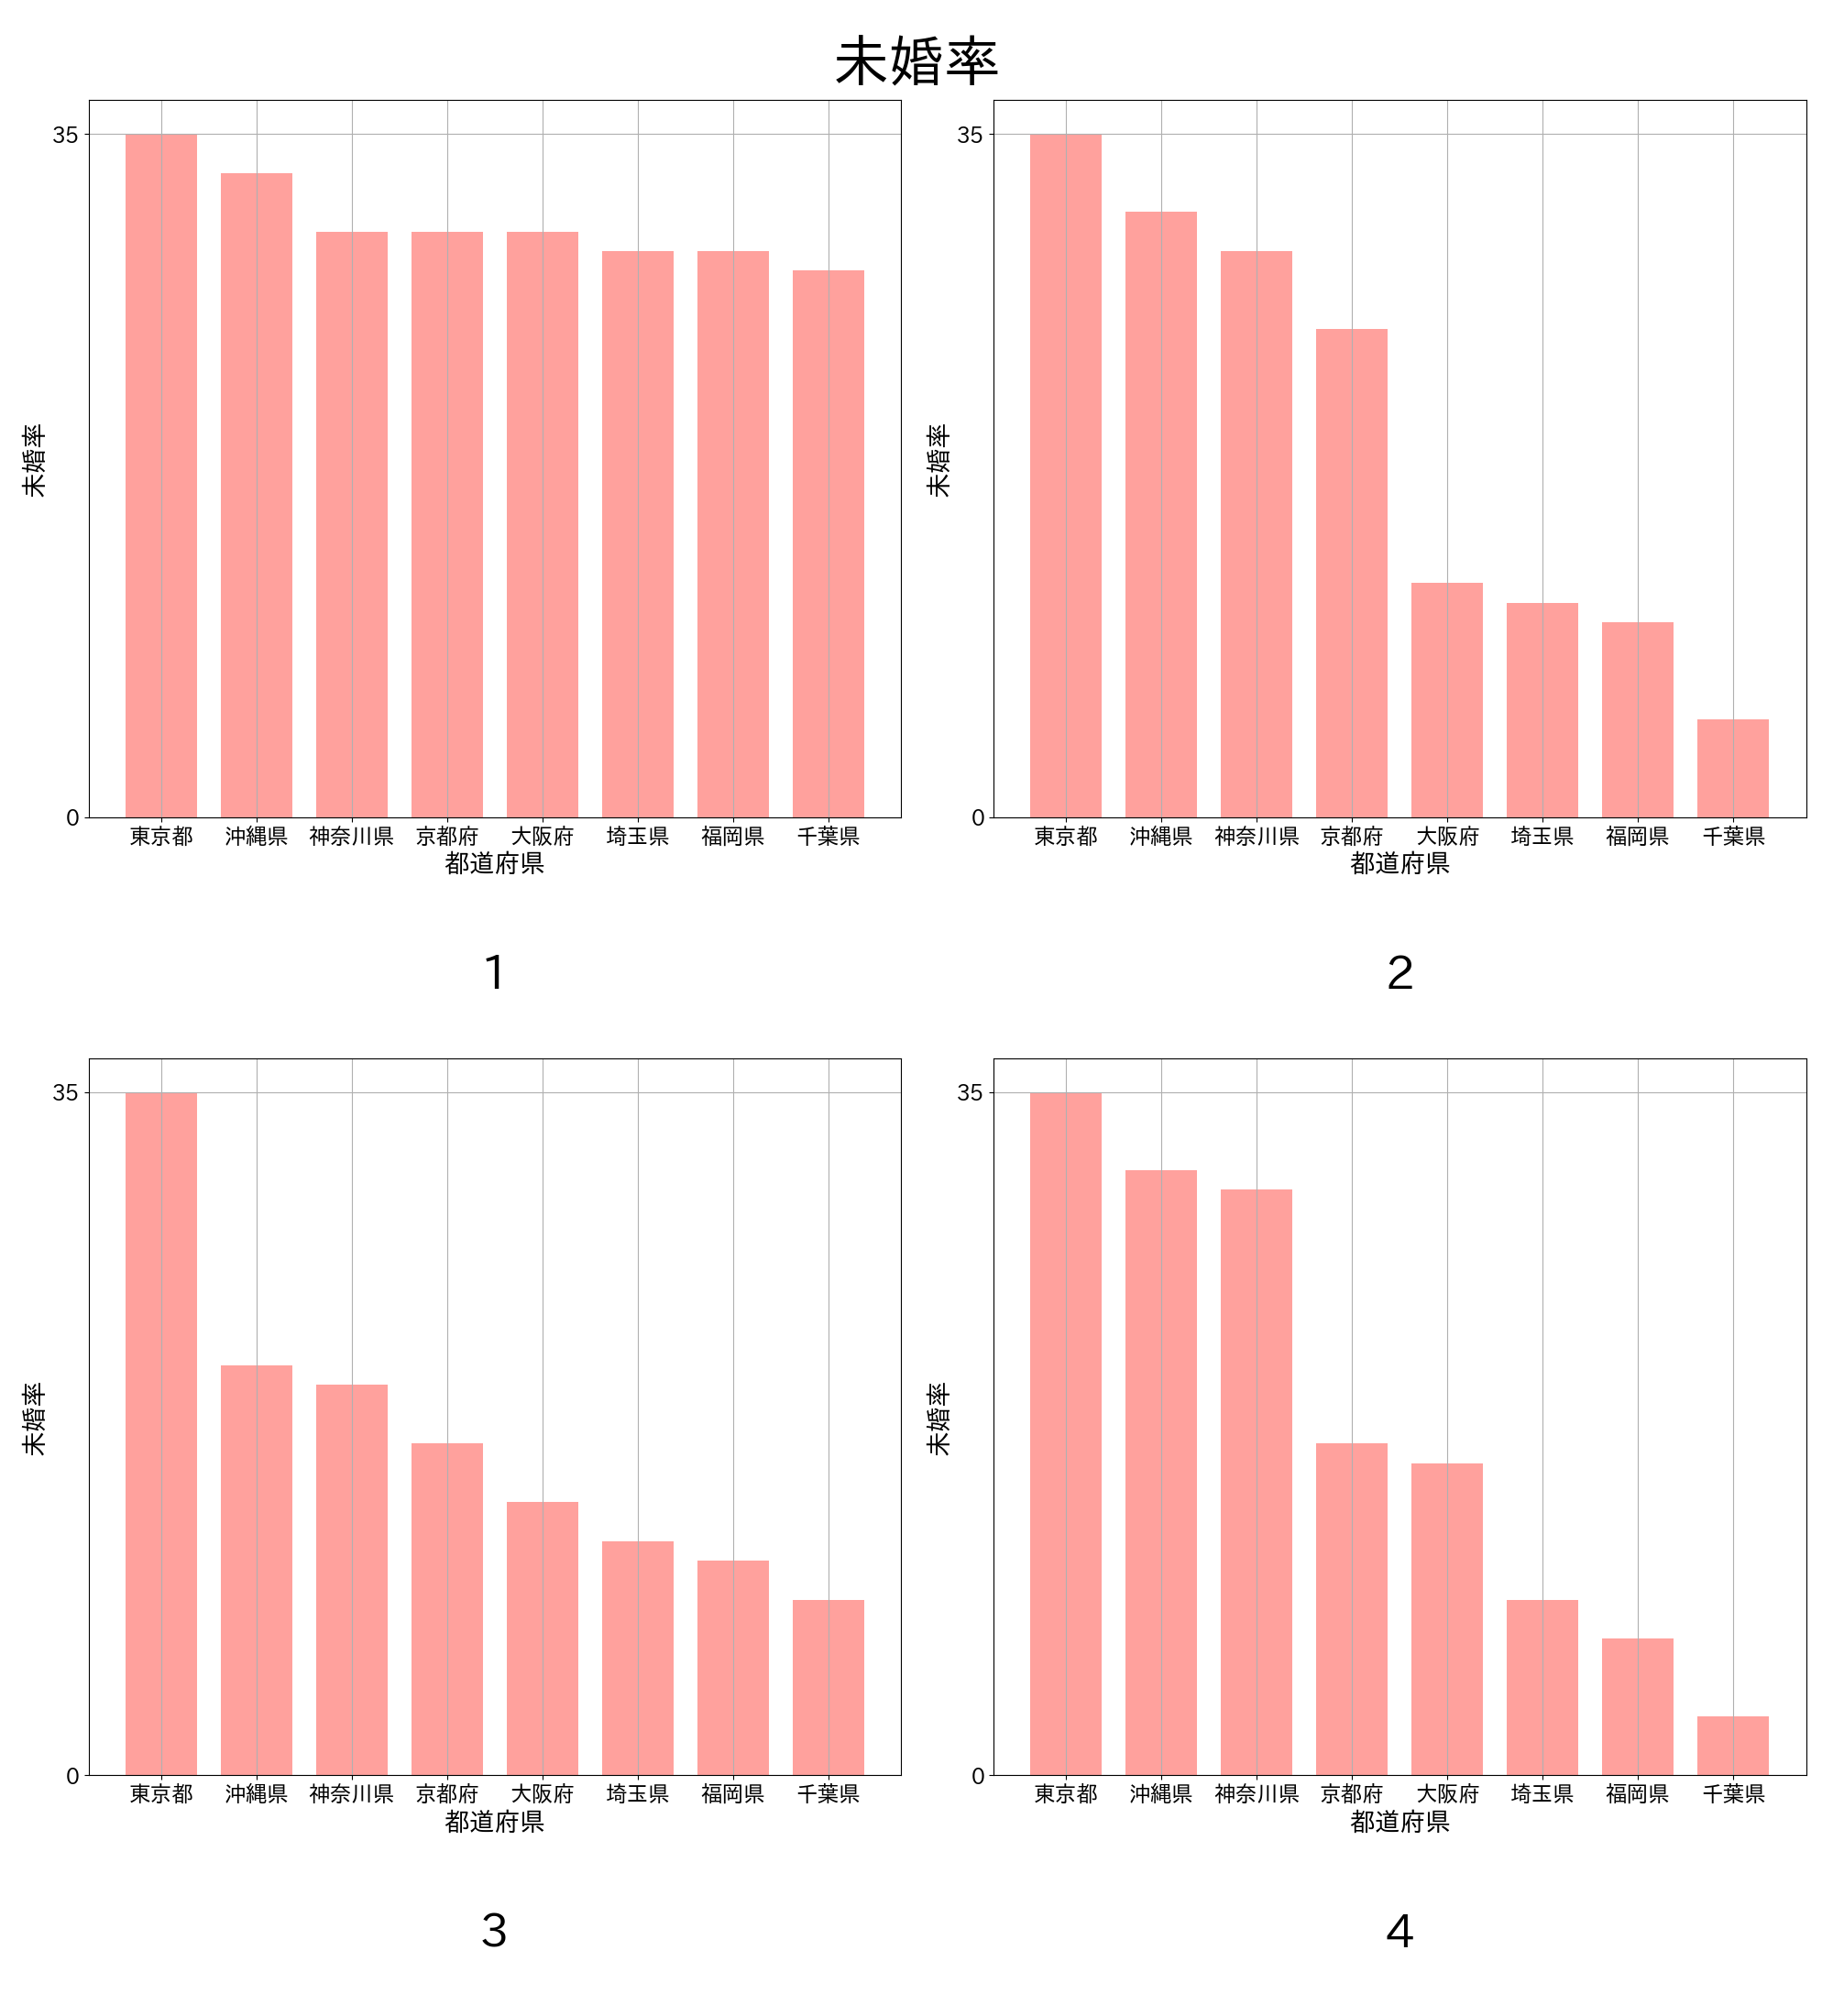 未婚率
35
0
未婚率
東京都 沖縄県 神奈川県 京都府 大阪府 埼玉県 福岡県 千葉県
都道府県
1
35
0
未婚率
東京都 沖縄県 神奈川県 京都府 大阪府 埼玉県 福岡県 千葉県
都道府県
2
35
0
未婚率
東京都 沖縄県 神奈川県 京都府 大阪府 埼玉県 福岡県 千葉県
都道府県
3
35
0
未婚率
東京都 沖縄県 神奈川県 京都府 大阪府 埼玉県 福岡県 千葉県
都道府県
4